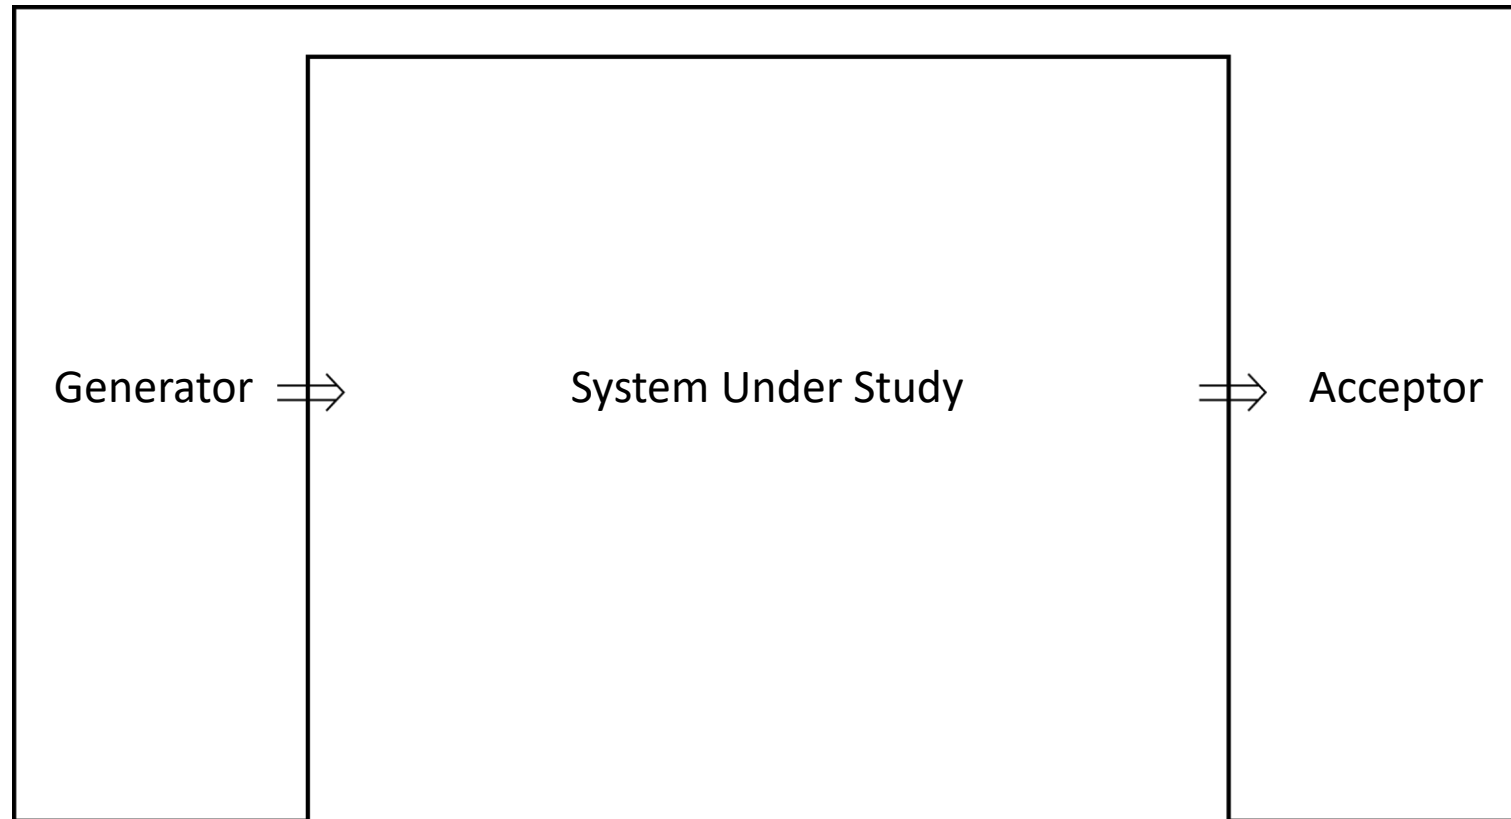 Generator ⇒ System Under Study ⇒ Acceptor